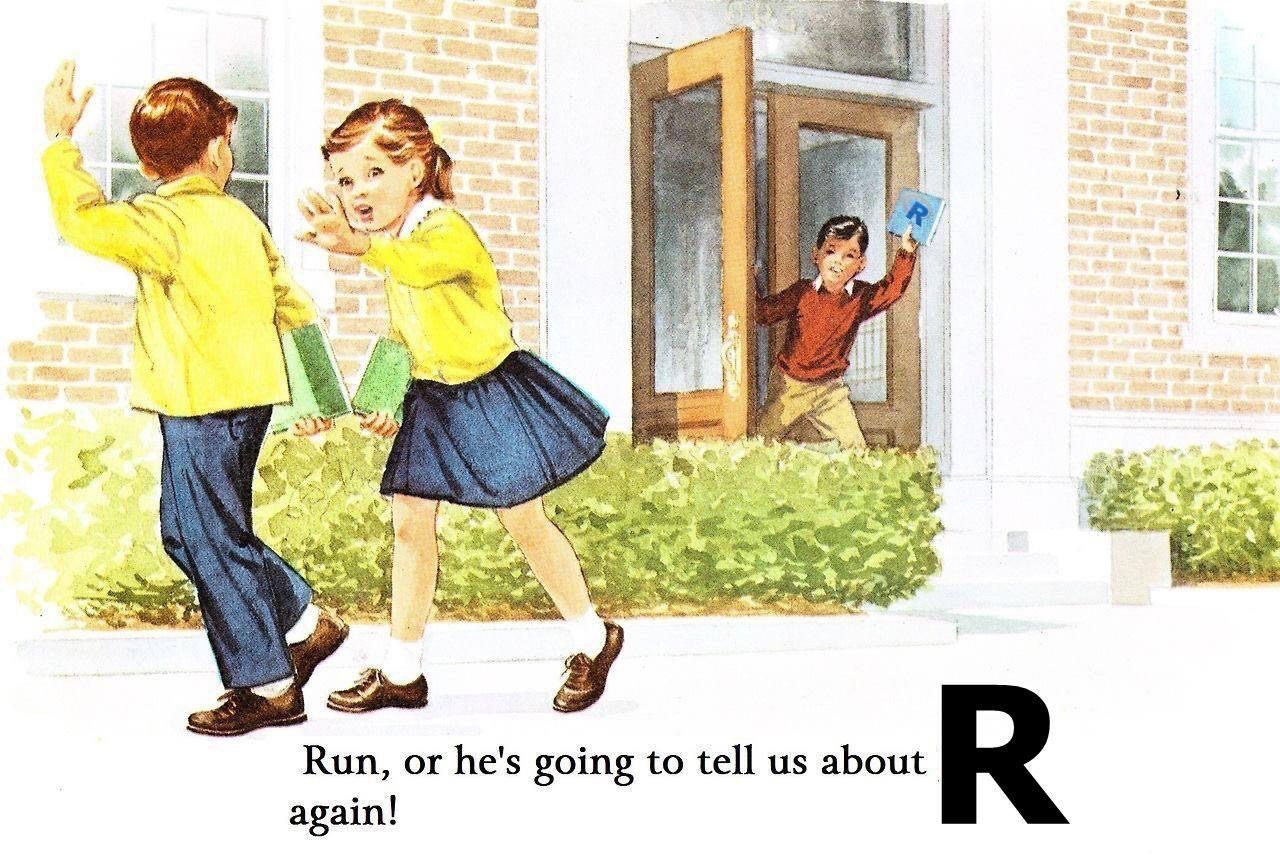 R
Run, or he's going to tell us about R
again!